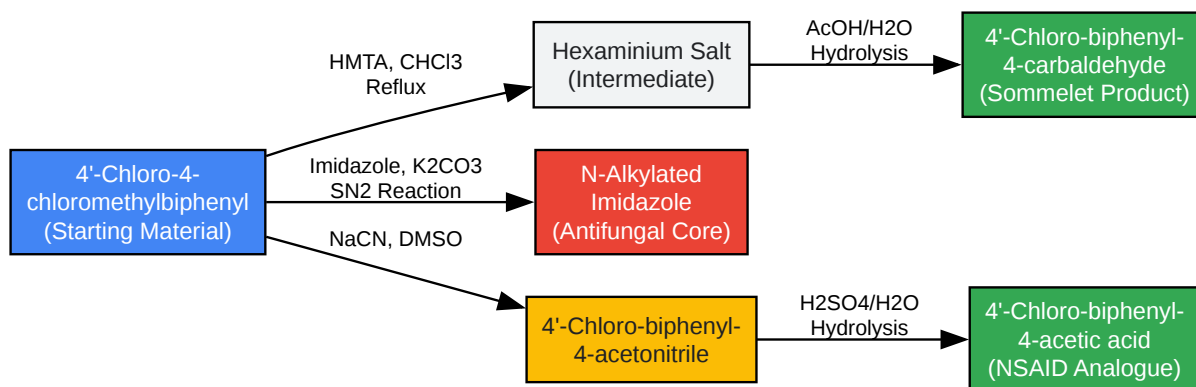 4'-Chloro-4-
chloromethylbiphenyl
(Starting Material)
HMTA, CHCl3
Reflux
Hexaminium Salt
(Intermediate)
AcOH/H2O
Hydrolysis
4'-Chloro-biphenyl-
4-carbaldehyde
(Sommelet Product)
Imidazole, K2CO3
SN2 Reaction
N-Alkylated
Imidazole
(Antifungal Core)
NaCN, DMSO
4'-Chloro-biphenyl-
4-acetonitrile
H2SO4/H2O
Hydrolysis
4'-Chloro-biphenyl-
4-acetic acid
(NSAID Analogue)